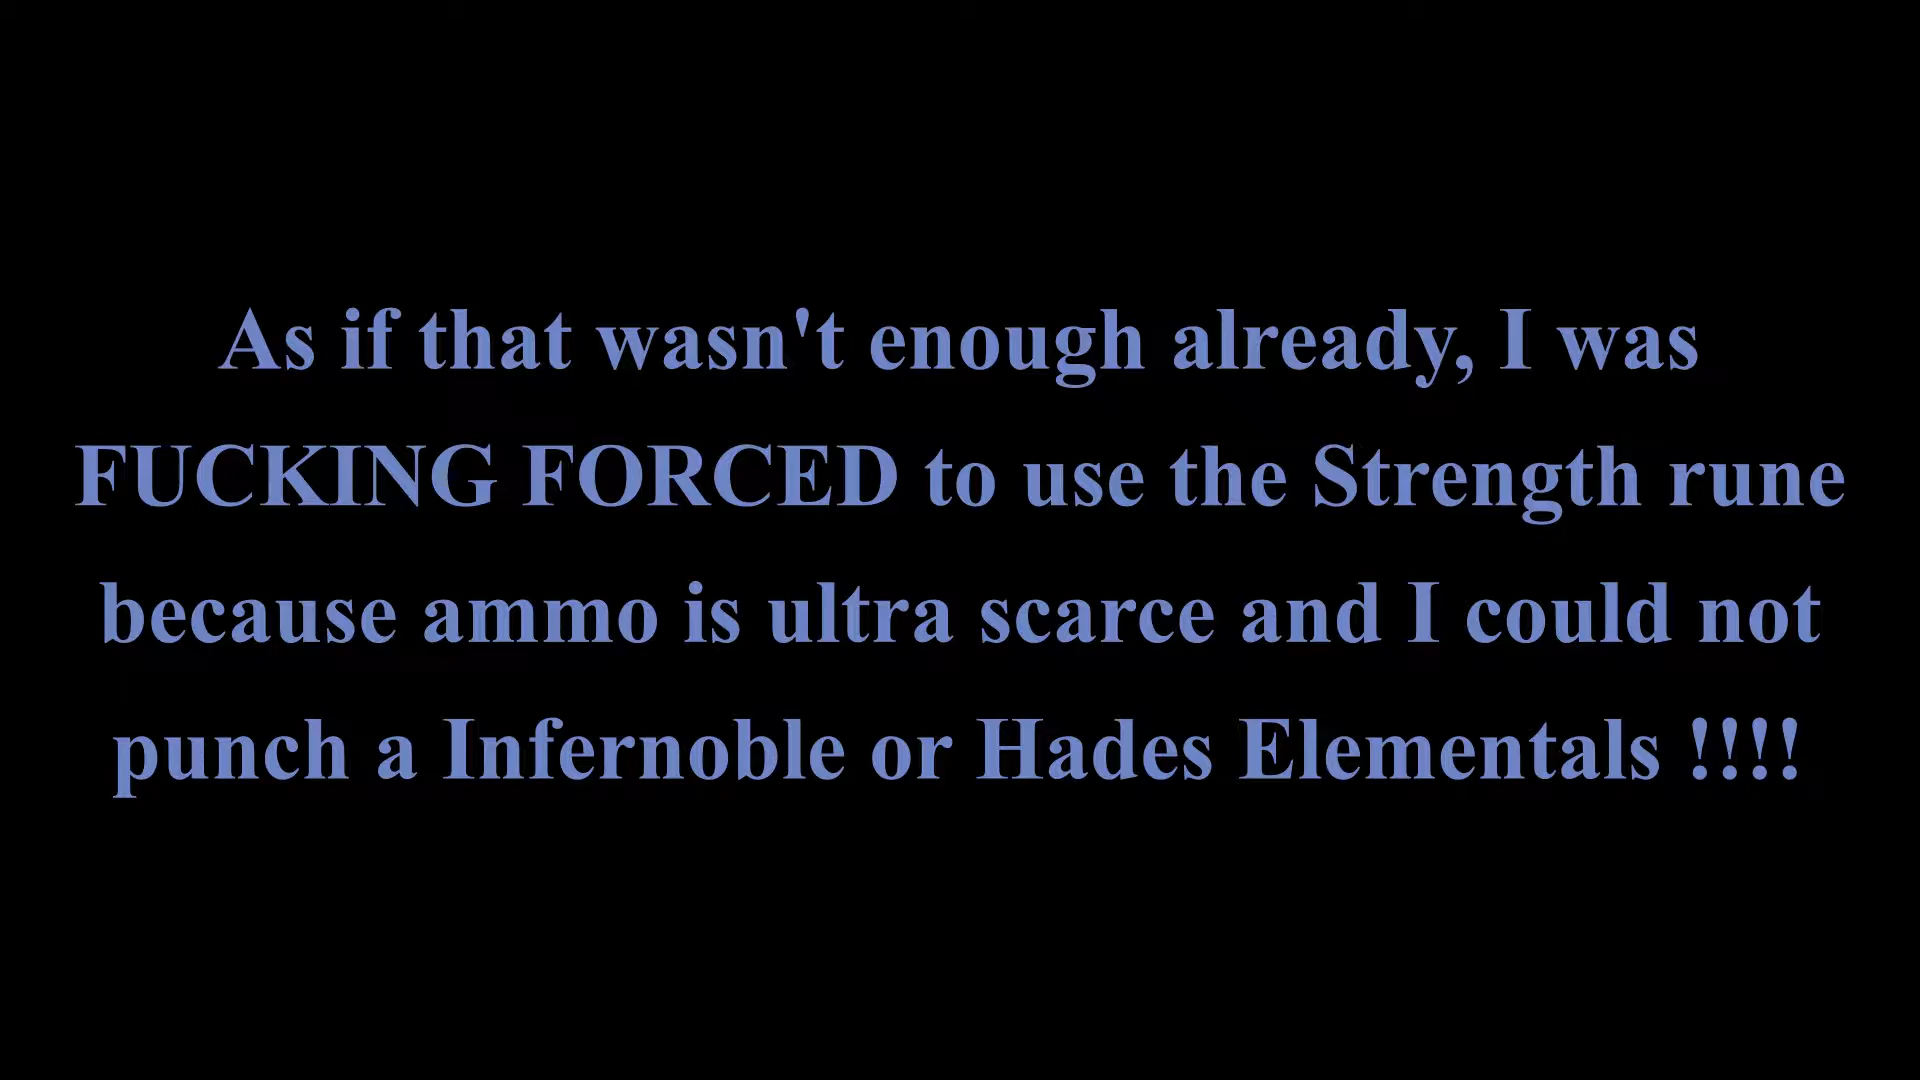 As if that wasn't enough already, I was
FUCKING FORCED to use the Strength rune
because ammo is ultra scarce and I could not
punch a Infernoble or Hades Elementals !!!!